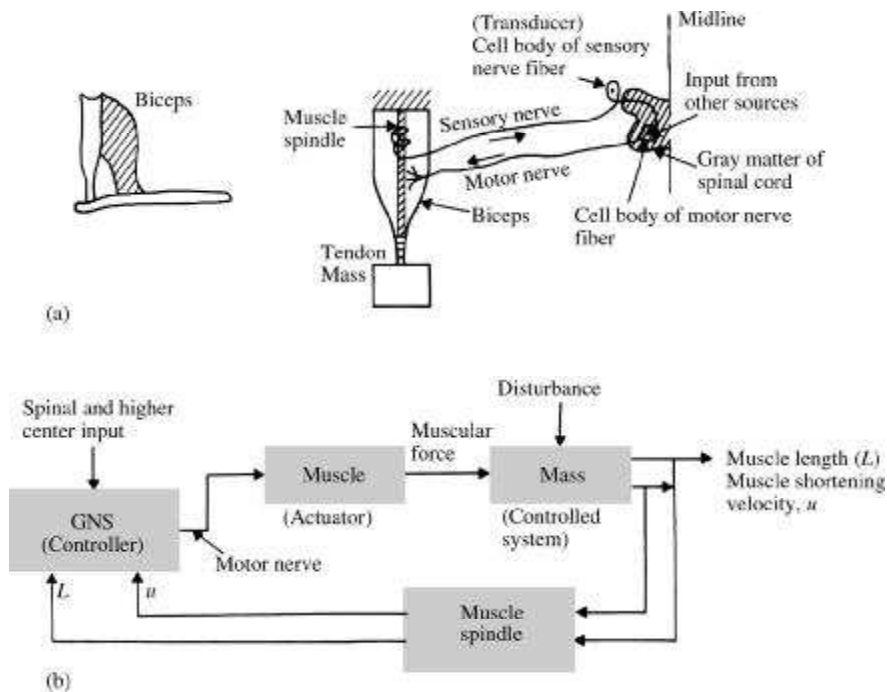 (Transducer)
Cell body of sensory
nerve fiber
Midline
Biceps
Muscle
spindle
Sensory nerve
Input from
other sources
Motor nerve
Gray matter of
spinal cord
Biceps
Cell body of motor nerve
fiber
Tendon
Mass
(a)
Disturbance
Spinal and higher
center input
Muscular
force
Muscle
Mass
Muscle length (L)
Muscle shortening
velocity, u
(Actuator)
(Controlled
system)
GNS
(Controller)
Motor nerve
L
u
Muscle
spindle
(b)